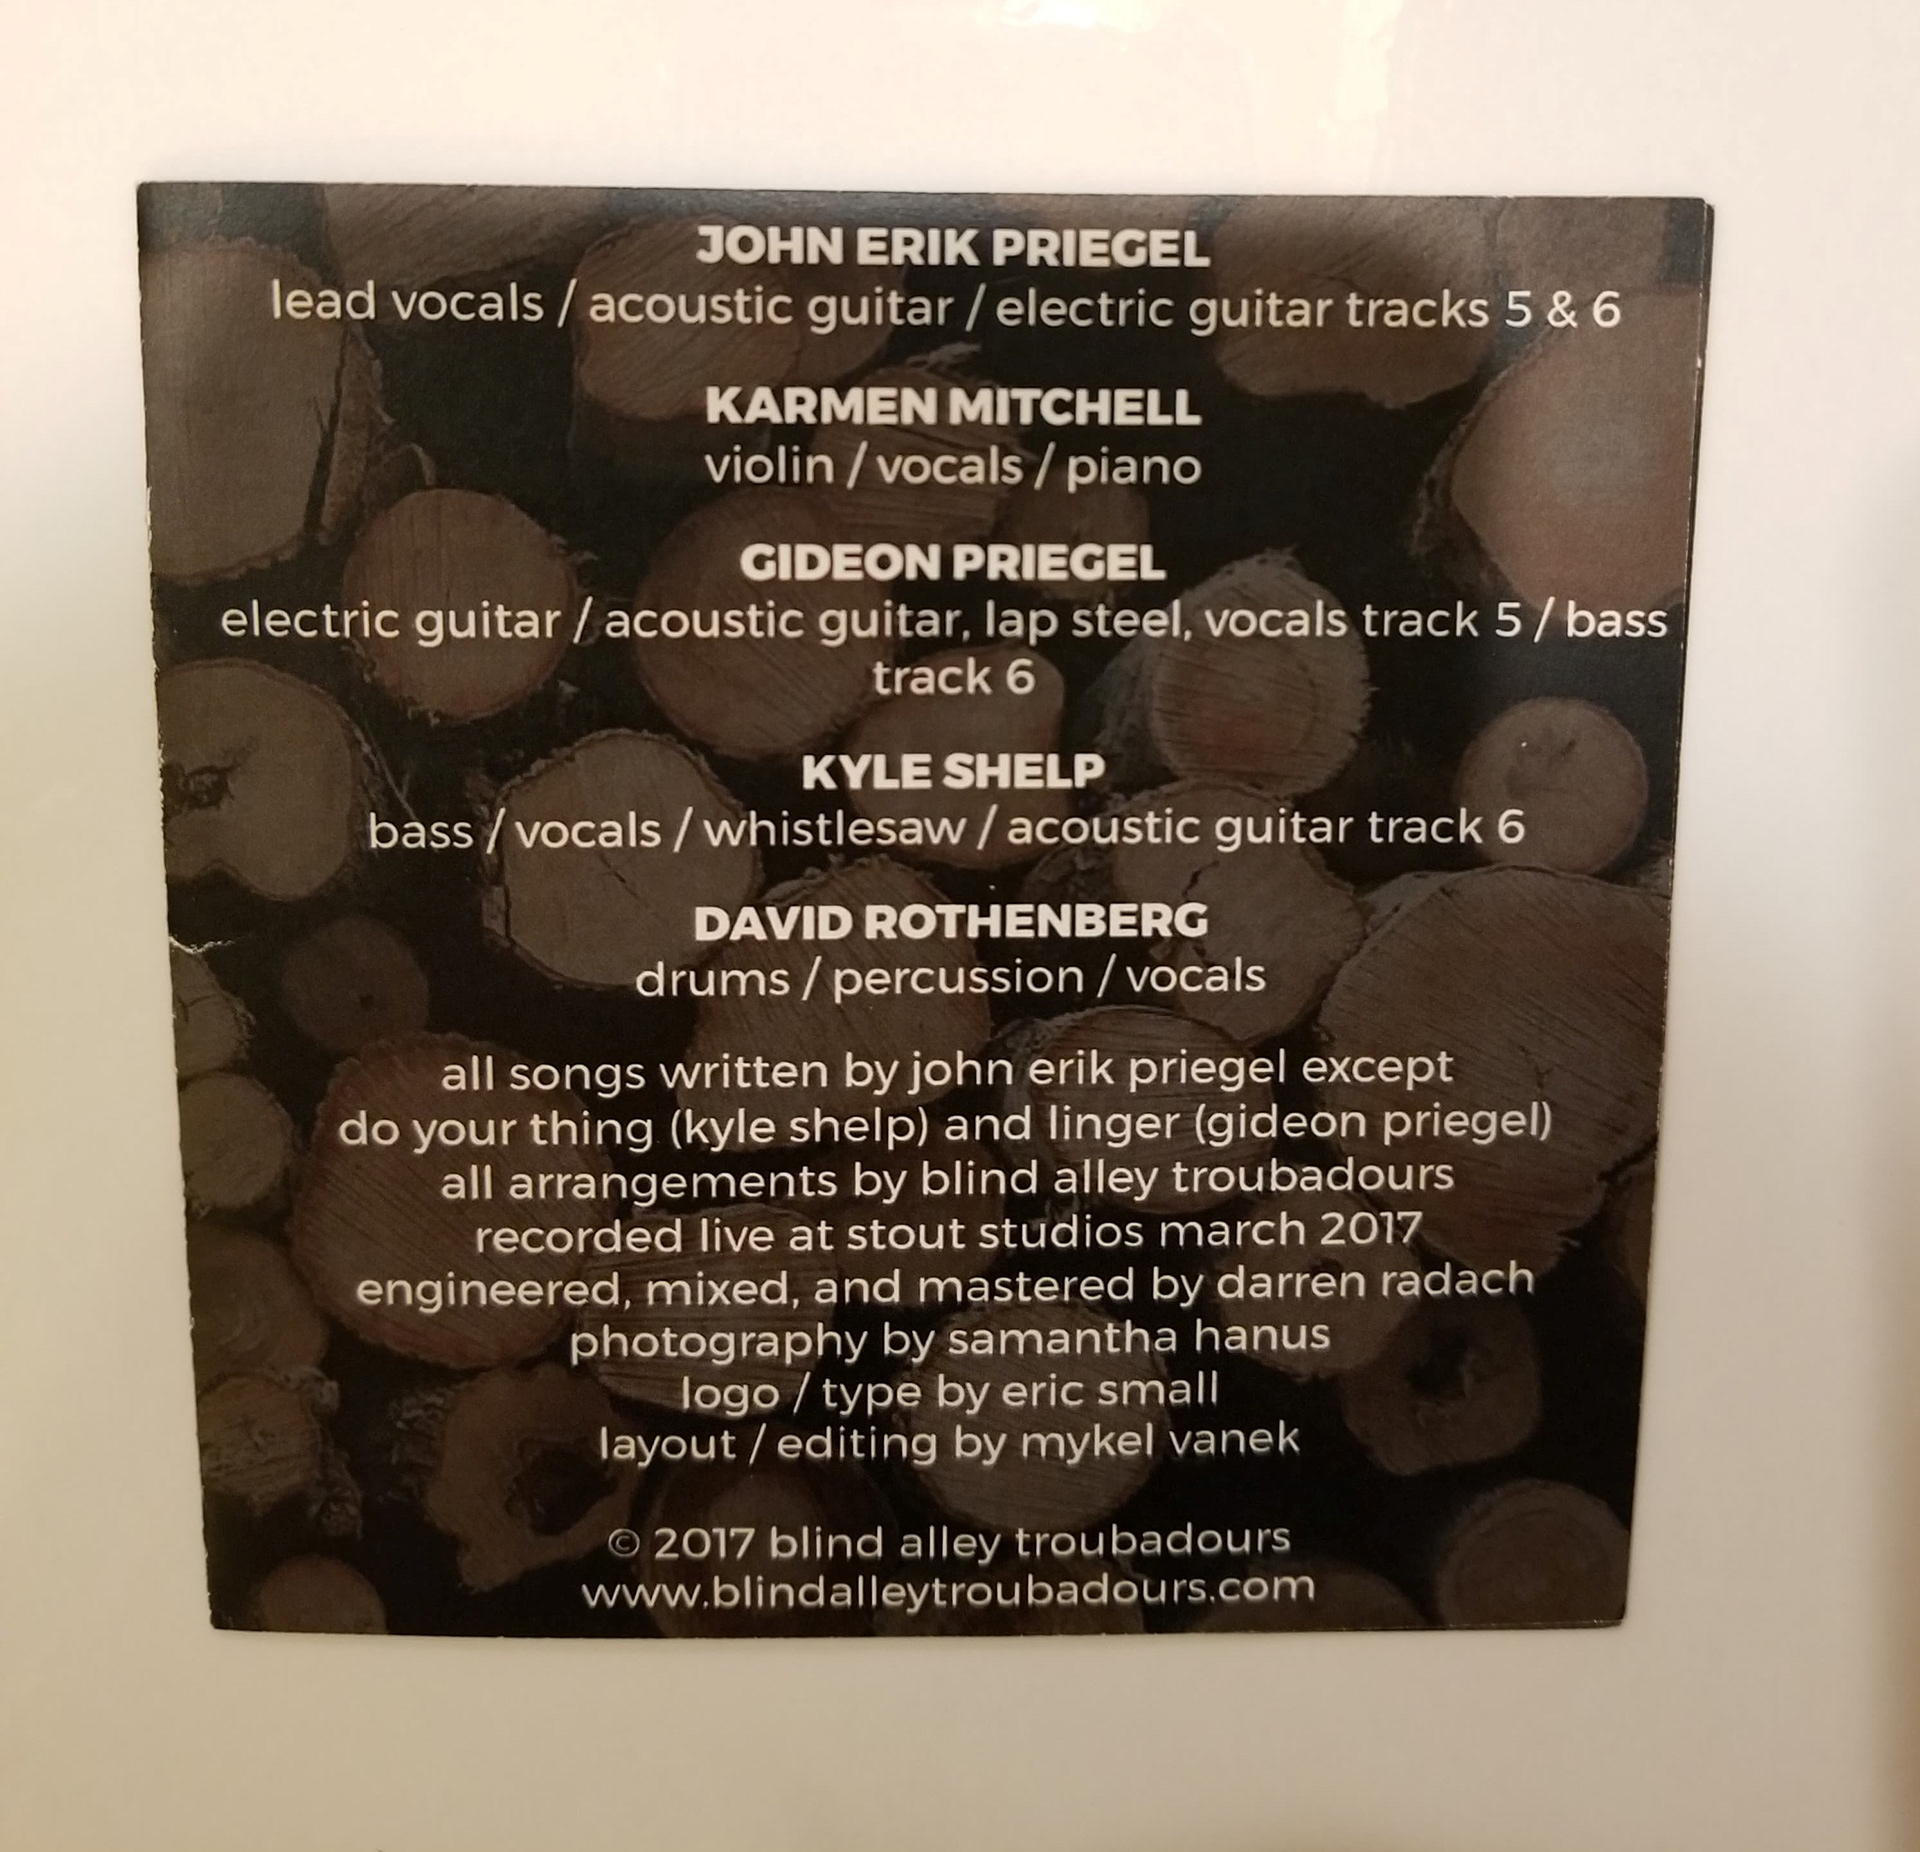 JOHN ERIK PRIEGEL
lead vocals / acoustic guitar / electric guitar tracks 5 & 6
KARMEN MITCHELL
violin / vocals / piano
GIDEON PRIEGEL
electric guitar / acoustic guitar, lap steel, vocals track 5 / bass
track 6
KYLE SHELP
bass / vocals / whistlesaw / acoustic guitar track 6
DAVID ROTHENBERG
drums / percussion / vocals
all songs written by john erik priegel except
do your thing (kyle shelp) and linger (gideon priegel)
all arrangements by blind alley troubadours
recorded live at stout studios march 2017
engineered, mixed, and mastered by darren radach
photography by samantha hanus
logo / type by eric small
layout / editing by mykel vanek
© 2017 blind alley troubadours
www.blindalleytroubadours.com